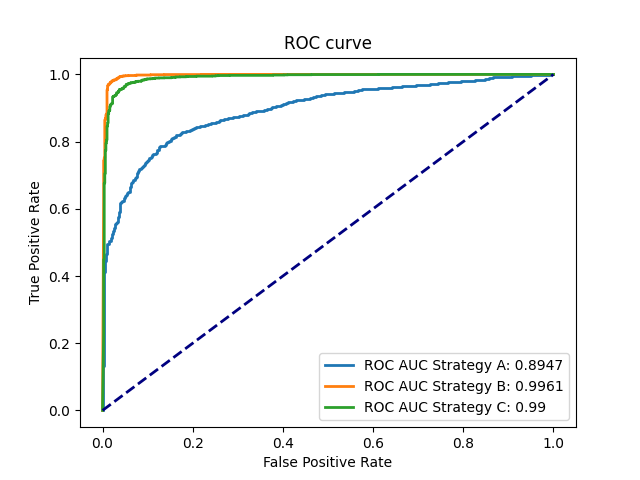 ROC curve
1.0
0.8
0.6
0.4
0.2
0.0
True Positive Rate
ROC AUC Strategy A: 0.8947
ROC AUC Strategy B: 0.9961
ROC AUC Strategy C: 0.99
0.0 0.2 0.4 0.6 0.8 1.0
False Positive Rate